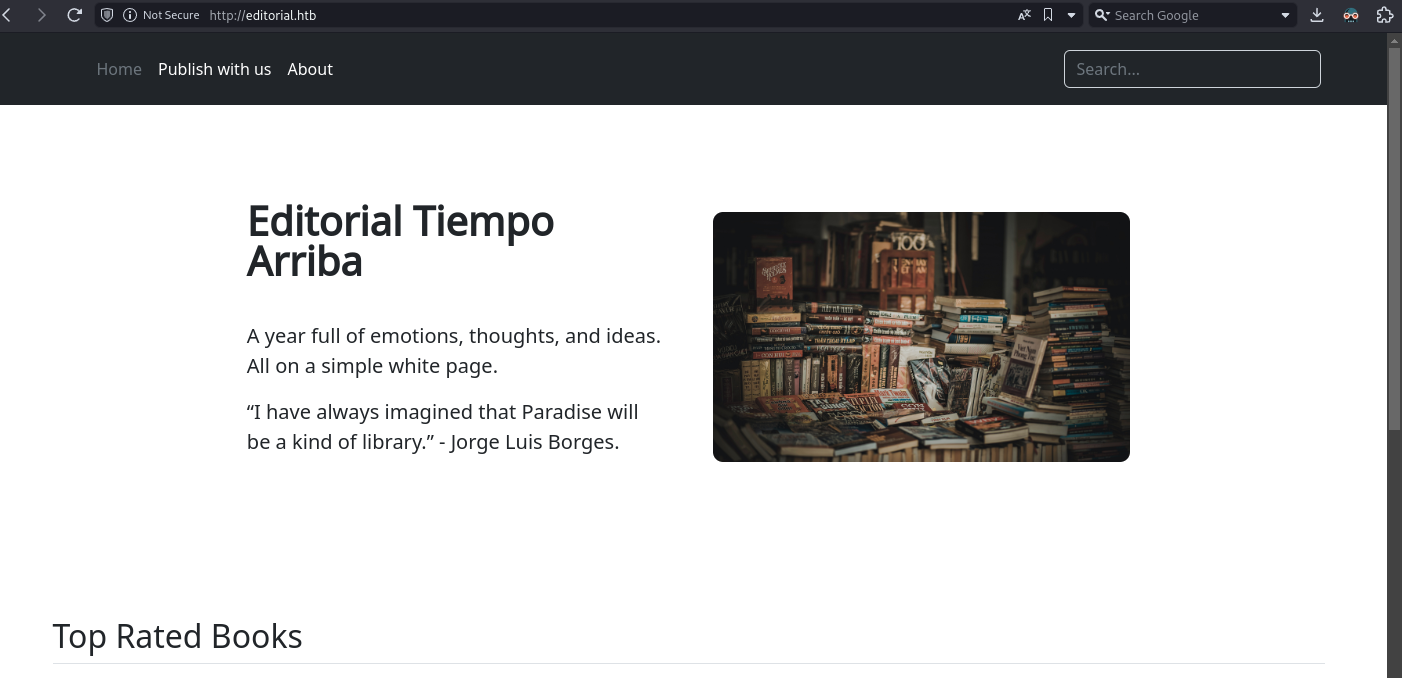 Not Secure http://editorial.htb Search Google
Home Publish with us About Search...
Editorial Tiempo
Arriba
A year full of emotions, thoughts, and ideas.
All on a simple white page.
“I have always imagined that Paradise will
be a kind of library.” - Jorge Luis Borges.
100
Top Rated Books